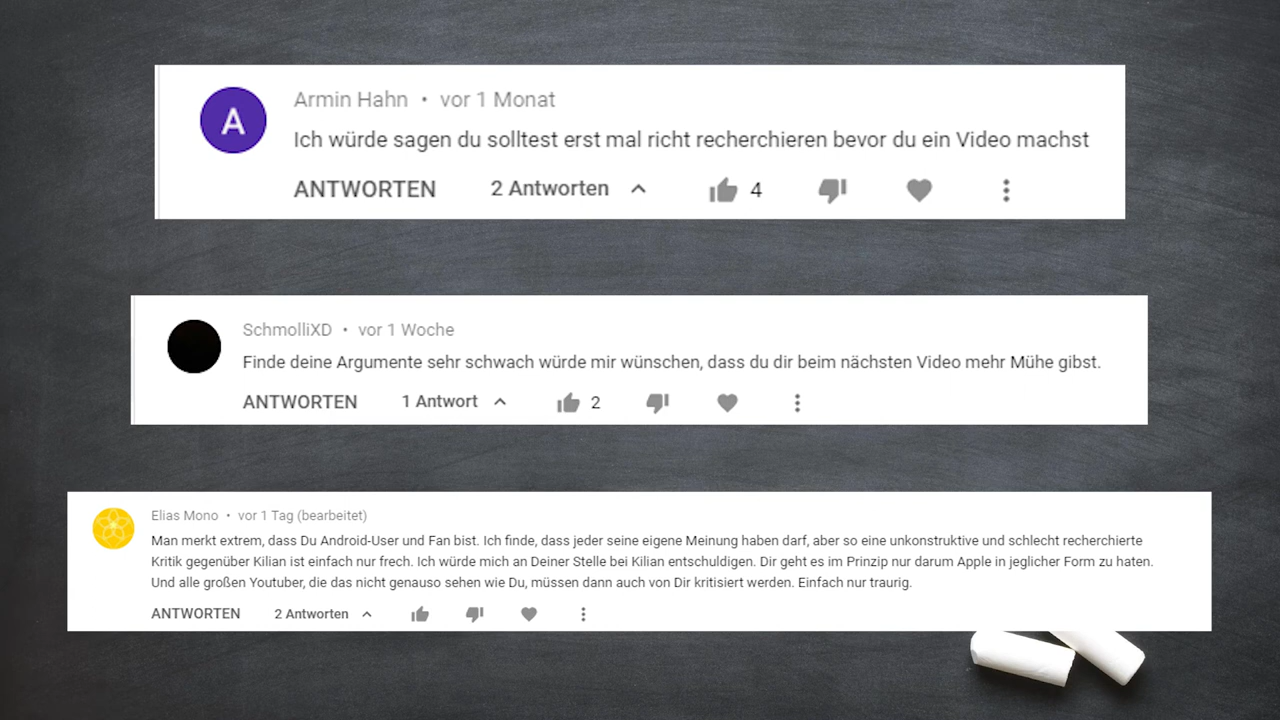 A
Armin Hahn • vor 1 Monat
Ich würde sagen du solltest erst mal richt recherchieren bevor du ein Video machst
ANTWORTEN 2 Antworten 4
SchmolliXD • vor 1 Woche
Finde deine Argumente sehr schwach würde mir wünschen, dass du dir beim nächsten Video mehr Mühe gibst.
ANTWORTEN 1 Antwort 2
Elias Mono • vor 1 Tag (bearbeitet)
Man merkt extrem, dass Du Android-User und Fan bist. Ich finde, dass jeder seine eigene Meinung haben darf, aber so eine unkonstruktive und schlecht recherchierte
Kritik gegenüber Kilian ist einfach nur frech. Ich würde mich an Deiner Stelle bei Kilian entschuldigen. Dir geht es im Prinzip nur darum Apple in jeglicher Form zu haten.
Und alle großen Youtuber, die das nicht genauso sehen wie Du, müssen dann auch von Dir kritisiert werden. Einfach nur traurig.
ANTWORTEN 2 Antworten